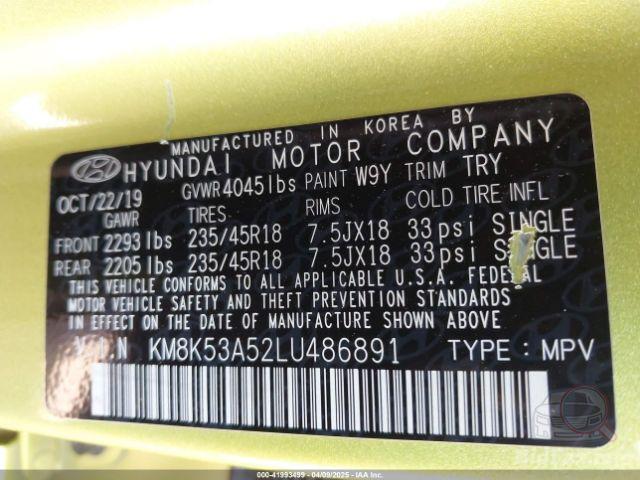 MANUFACTURED IN KOREA BY
HYUNDAI MOTOR COMPANY
OCT/22/19 GVWR 4045lbs PAINT W9Y TRIM TRY
GAWR TIRES RIMS COLD TIRE INFL
FRONT 2293lbs 235/45R18 7.5JX18 33psi SINGLE
REAR 2205lbs 235/45R18 7.5JX18 33psi SINGLE
THIS VEHICLE CONFORMS TO ALL APPLICABLE U.S.A. FEDERAL
MOTOR VEHICLE SAFETY AND THEFT PREVENTION STANDARDS
IN EFFECT ON THE DATE OF MANUFACTURE SHOWN ABOVE.
V.I.N KM8K53A52LU486891 TYPE : MPV
000-41993499 - 04/09/2025 - IAA Inc.